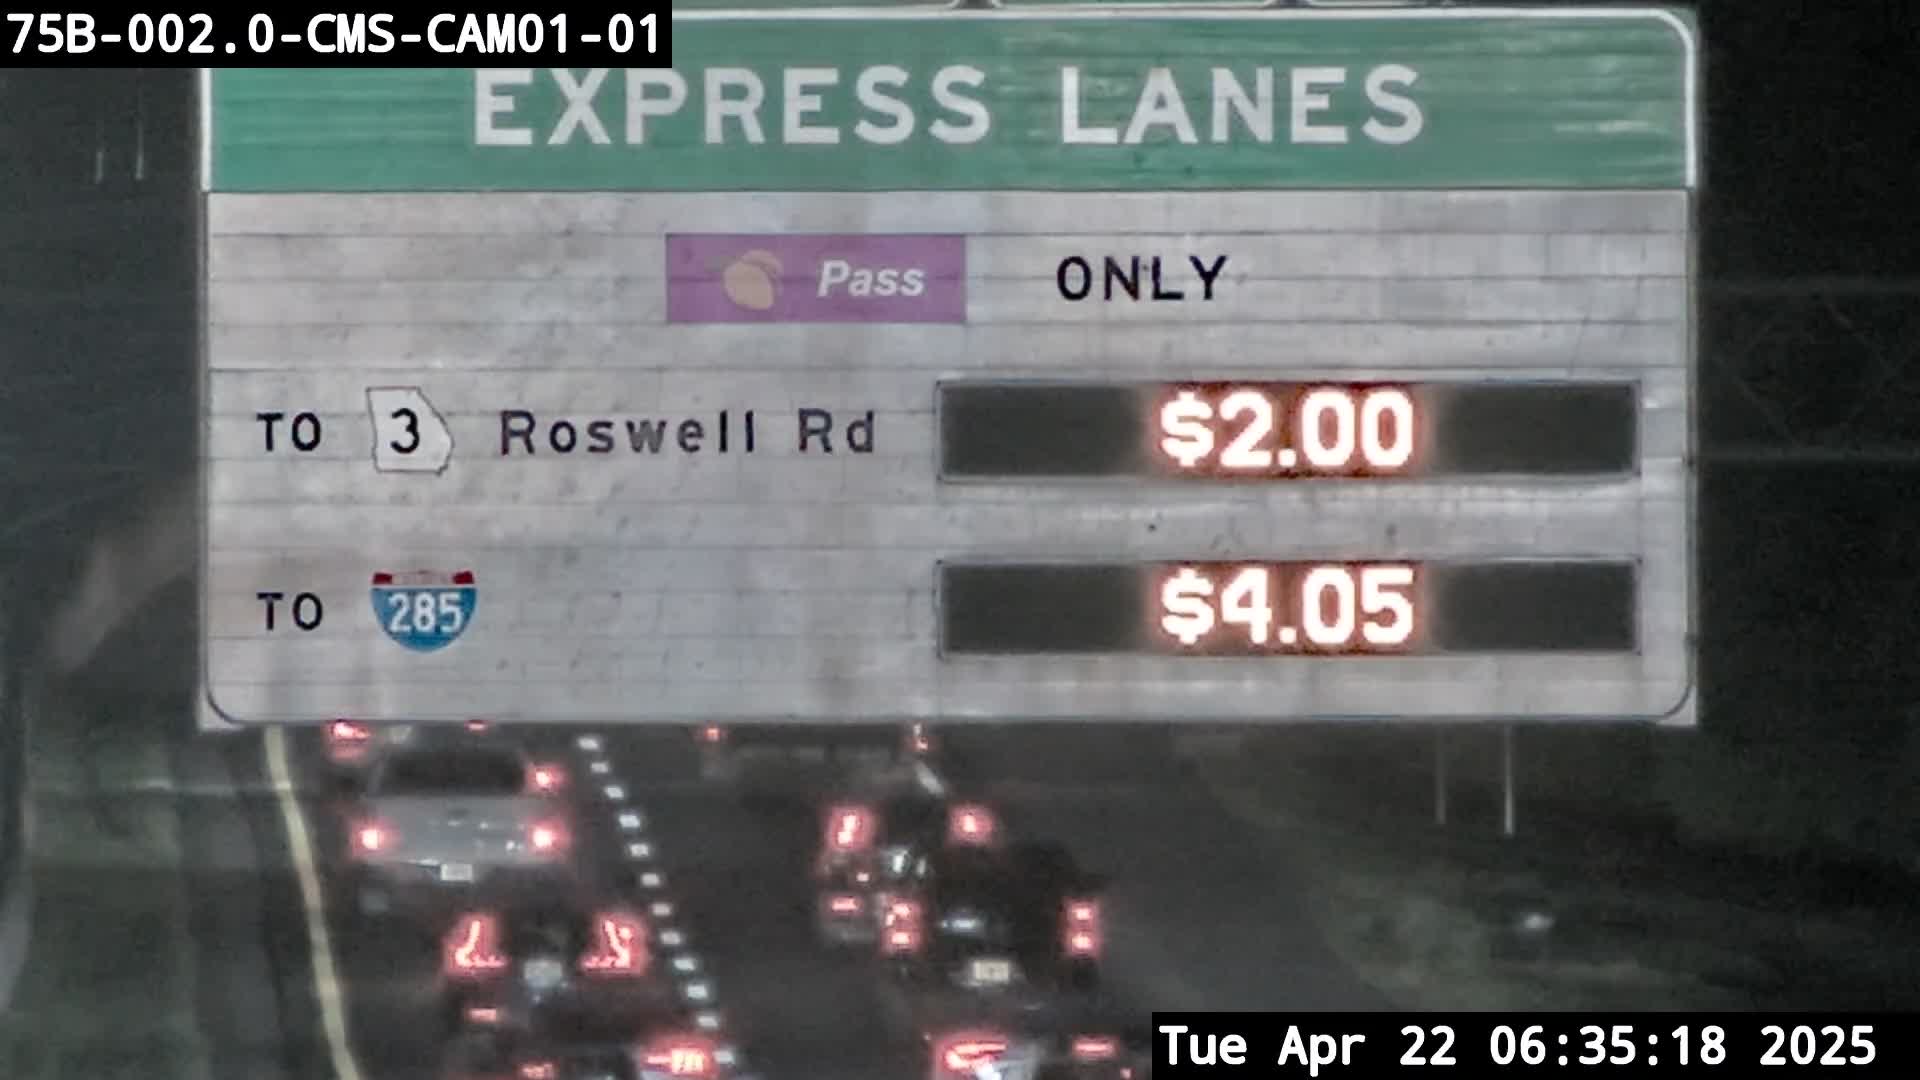 75B-002.0-CMS-CAM01-01
EXPRESS LANES
Pass ONLY
TO 3 Roswell Rd $2.00
TO 285 $4.05
Tue Apr 22 06:35:18 2025